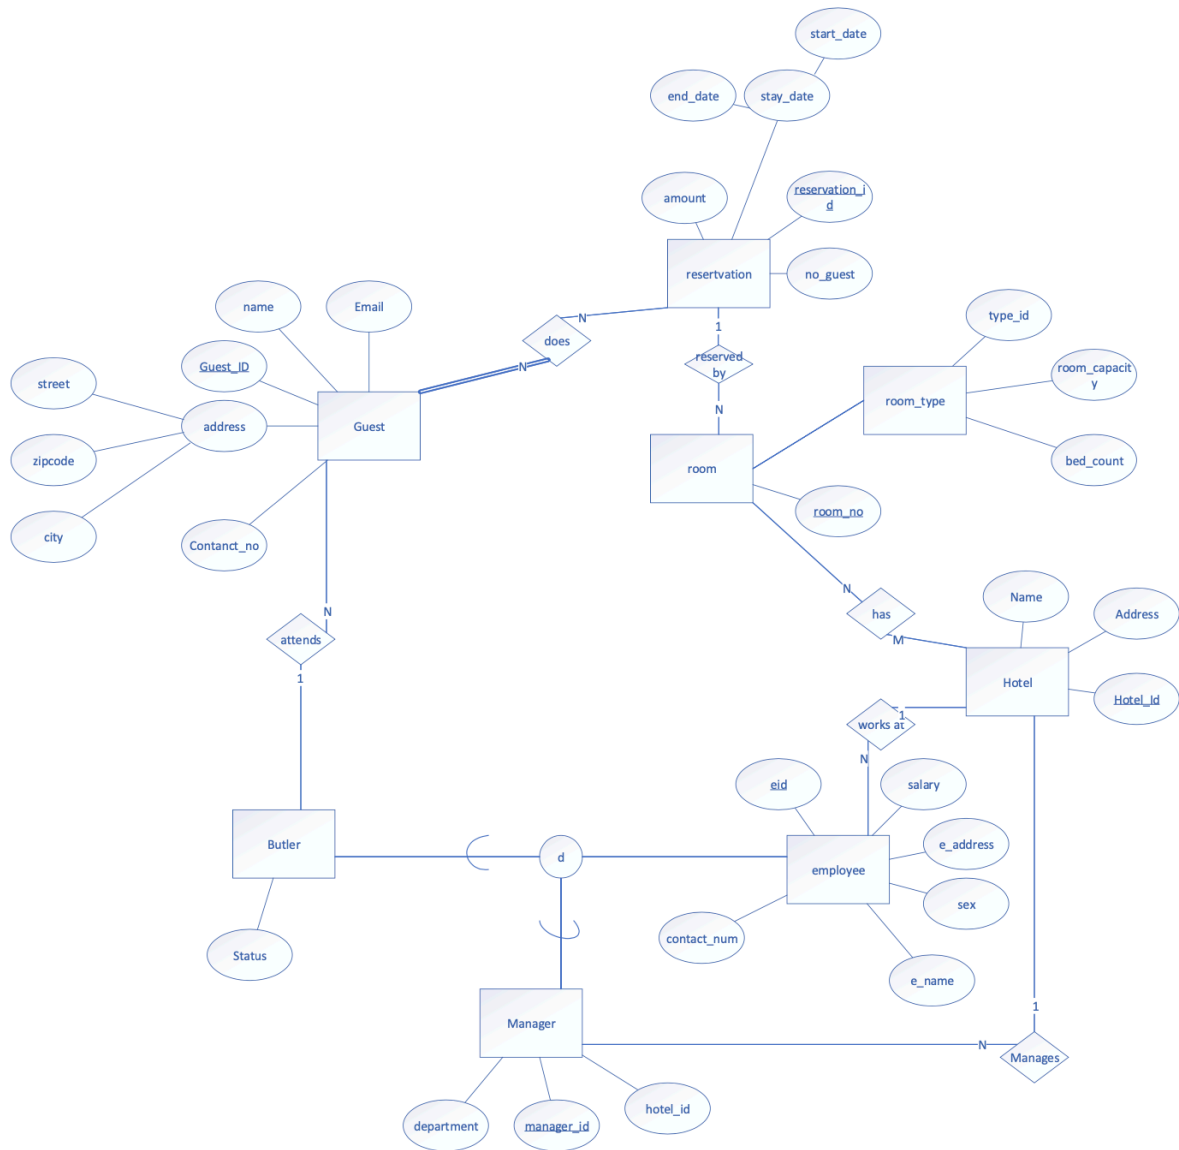 start_date
end_date
stay_date
amount
reservation_i
d
resertvation
no_guest
name
Email
N
does
N
1
reserved
by
N
type_id
room_capacit
y
room_type
bed_count
Guest_ID
street
address
Guest
zipcode
city
Contanct_no
room
room_no
N
has
M
Name
Address
Hotel
Hotel_Id
N
attends
1
1
works at
N
eid
salary
e_address
employee
sex
contact_num
e_name
Butler
d
Status
Manager
N
1
Manages
department
manager_id
hotel_id